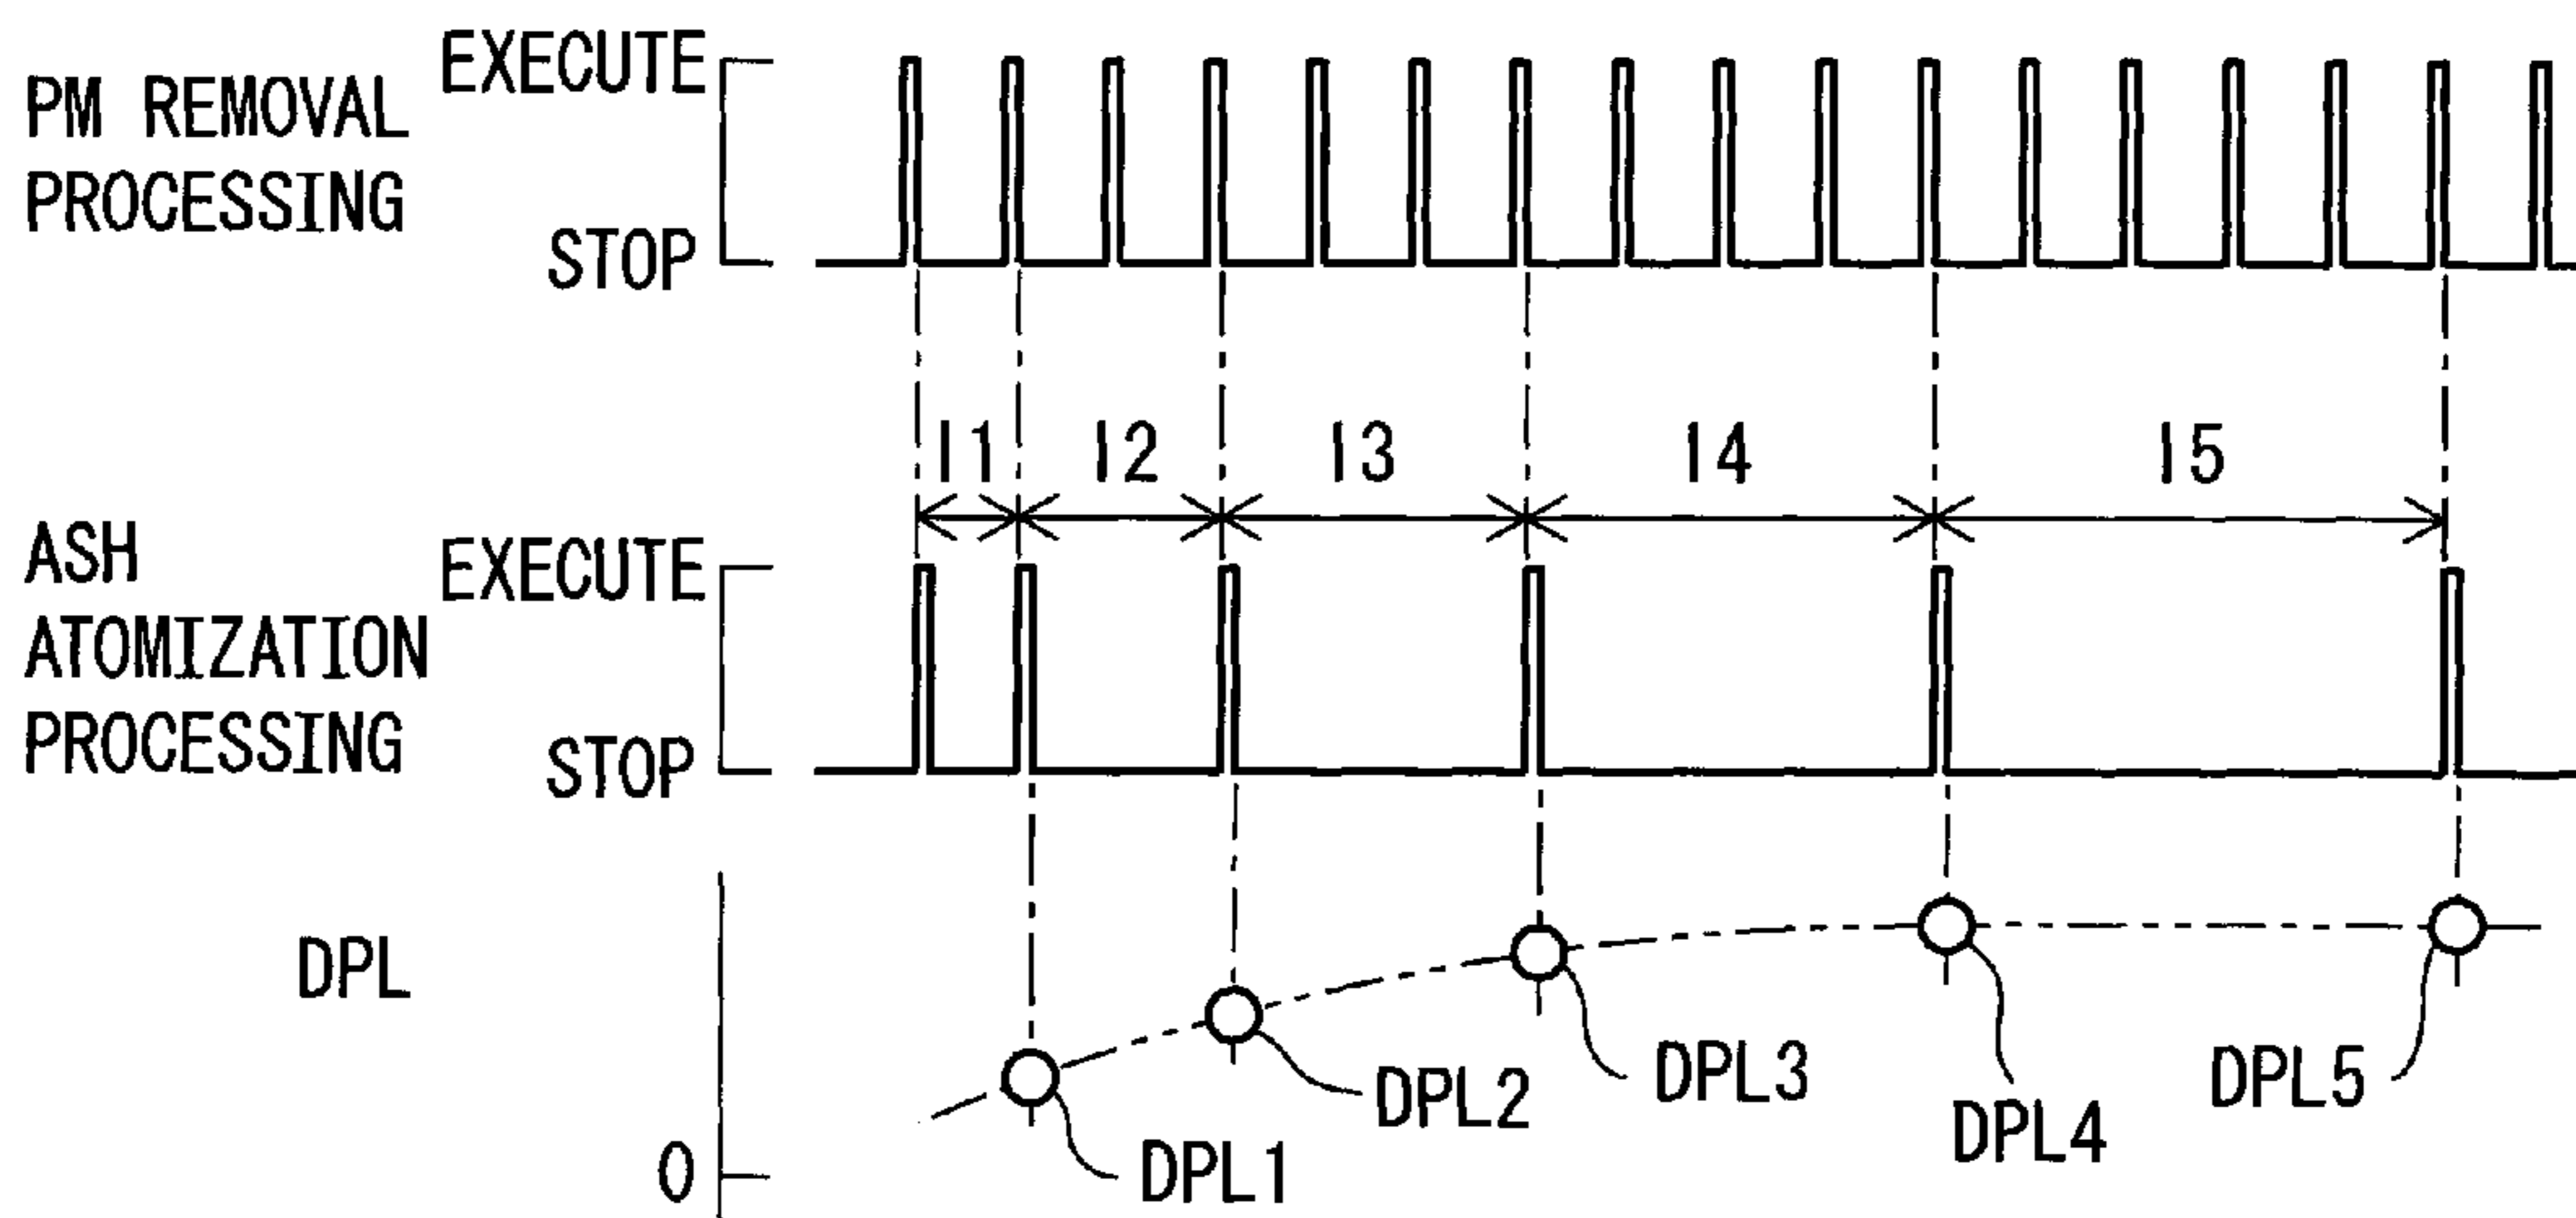 PM REMOVAL
PROCESSING
EXECUTE
STOP
I1
I2
I3
I4
I5
ASH
ATOMIZATION
PROCESSING
EXECUTE
STOP
DPL
0
DPL1
DPL2
DPL3
DPL4
DPL5